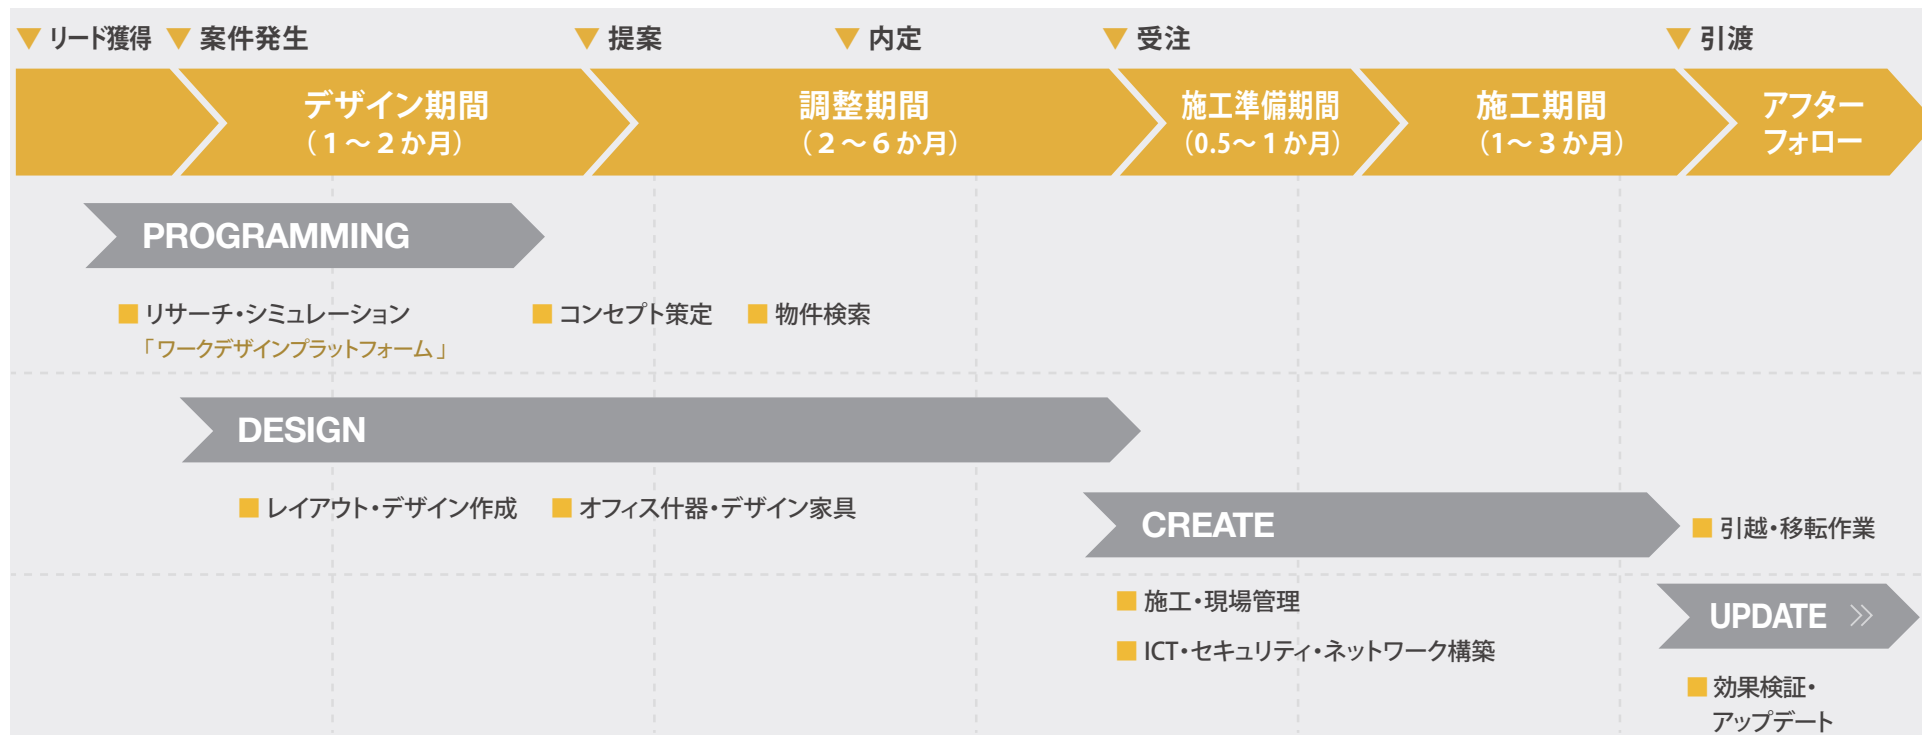 ▼ リード獲得 ▼ 案件発生 ▼ 提案 ▼ 内定 ▼ 受注 ▼ 引渡
デザイン期間
（1～2か月）
調整期間
（2～6か月）
施工準備期間
（0.5～1か月）
施工期間
（1～3か月）
アフター
フォロー
PROGRAMMING
■ リサーチ・シミュレーション ■ コンセプト策定 ■ 物件検索
「ワークデザインプラットフォーム」
DESIGN
■ レイアウト・デザイン作成 ■ オフィス什器・デザイン家具
CREATE
■ 引越・移転作業
■ 施工・現場管理
■ ICT・セキュリティ・ネットワーク構築
UPDATE
■ 効果検証・
アップデート